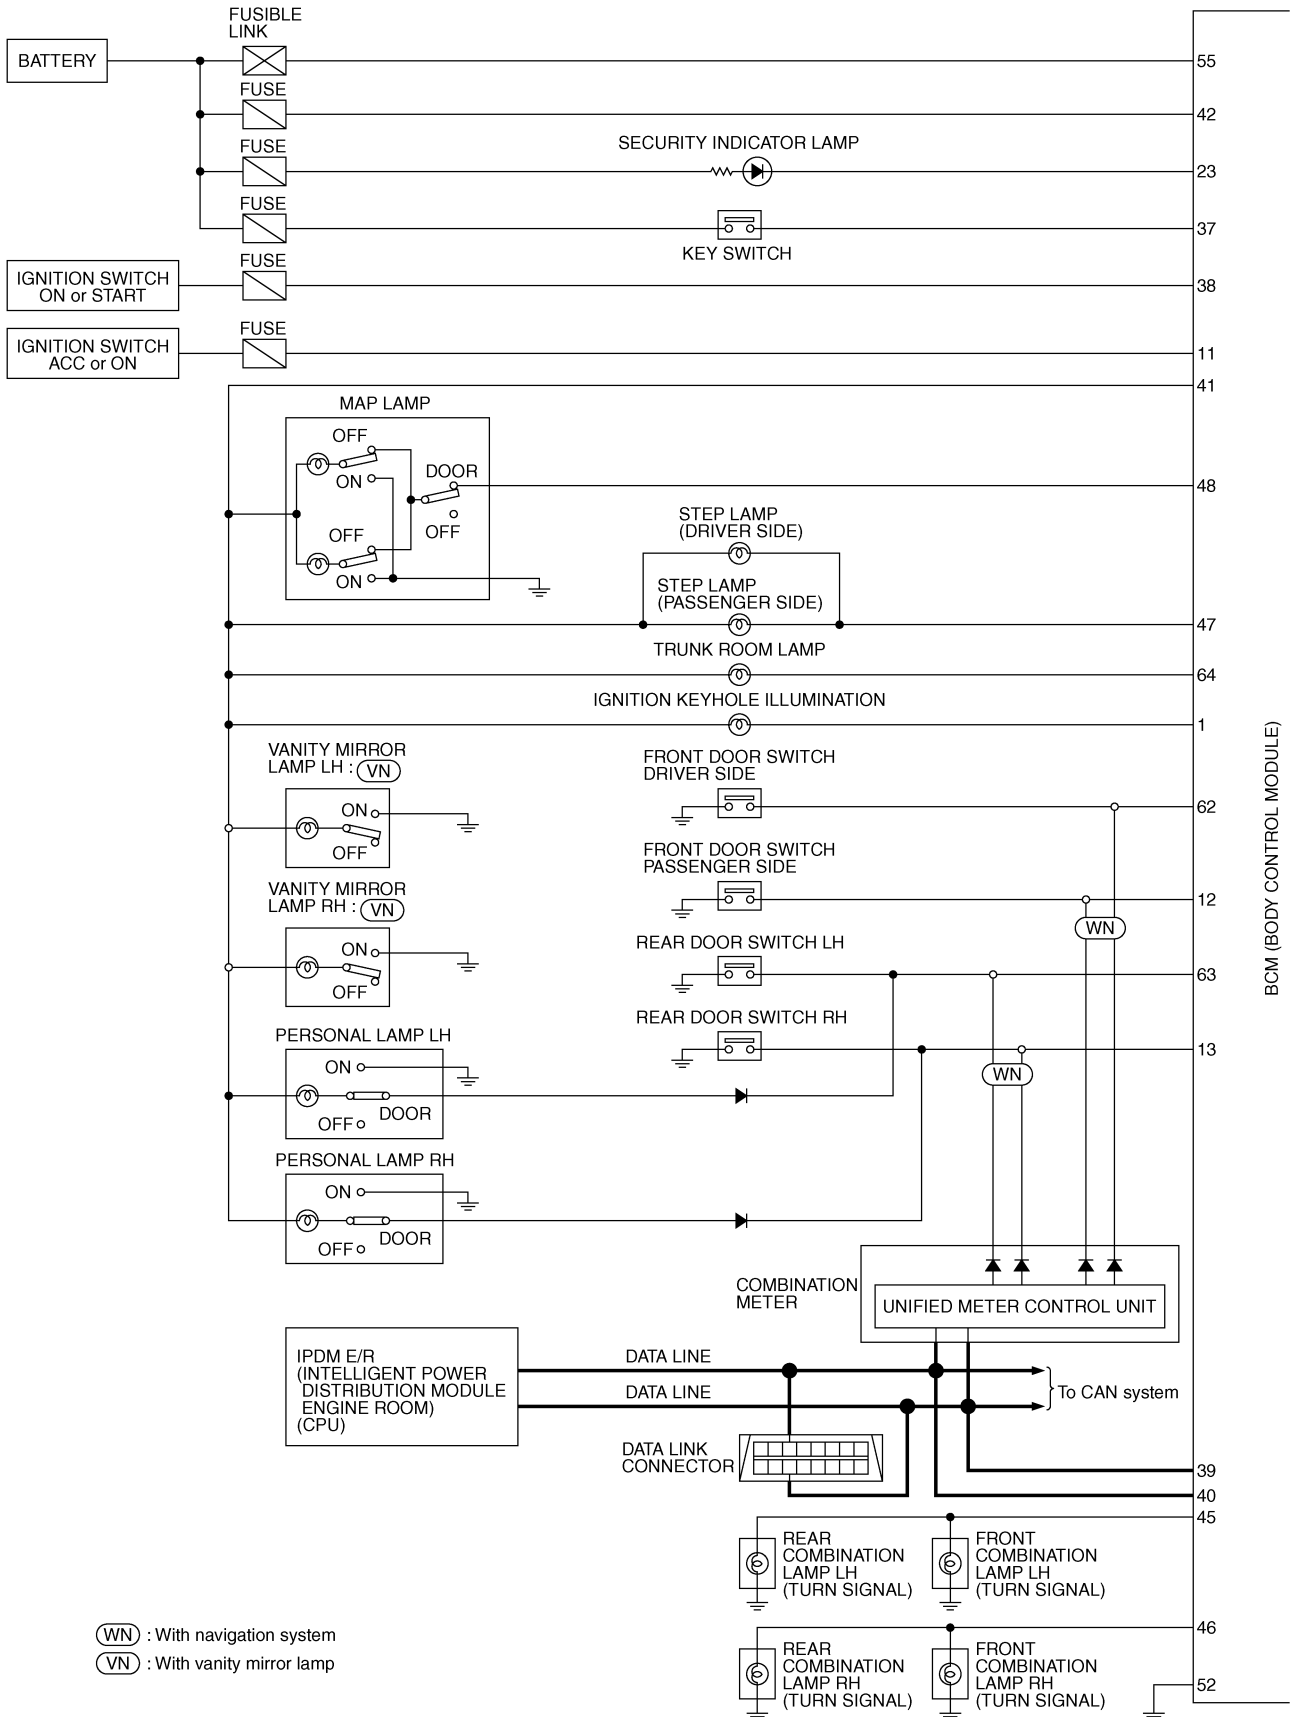 FUSIBLE
LINK
BATTERY
55
FUSE
42
FUSE
SECURITY INDICATOR LAMP
23
FUSE
37
KEY SWITCH
FUSE
IGNITION SWITCH
ON or START
38
FUSE
IGNITION SWITCH
ACC or ON
11
41
MAP LAMP
OFF
ON
DOOR
48
OFF
OFF
ON
STEP LAMP
(DRIVER SIDE)
STEP LAMP
(PASSENGER SIDE)
47
TRUNK ROOM LAMP
64
IGNITION KEYHOLE ILLUMINATION
1
BCM (BODY CONTROL MODULE)
VANITY MIRROR
LAMP LH : VN
ON
OFF
FRONT DOOR SWITCH
DRIVER SIDE
62
FRONT DOOR SWITCH
PASSENGER SIDE
12
WN
VANITY MIRROR
LAMP RH : VN
ON
OFF
REAR DOOR SWITCH LH
63
REAR DOOR SWITCH RH
13
WN
PERSONAL LAMP LH
ON
DOOR
OFF
PERSONAL LAMP RH
ON
DOOR
OFF
COMBINATION
METER
UNIFIED METER CONTROL UNIT
IPDM E/R
(INTELLIGENT POWER
DISTRIBUTION MODULE
ENGINE ROOM)
(CPU)
DATA LINE
DATA LINE
To CAN system
DATA LINK
CONNECTOR
39
40
45
REAR
COMBINATION
LAMP LH
(TURN SIGNAL)
FRONT
COMBINATION
LAMP LH
(TURN SIGNAL)
46
REAR
COMBINATION
LAMP RH
(TURN SIGNAL)
FRONT
COMBINATION
LAMP RH
(TURN SIGNAL)
52
WN : With navigation system
VN : With vanity mirror lamp